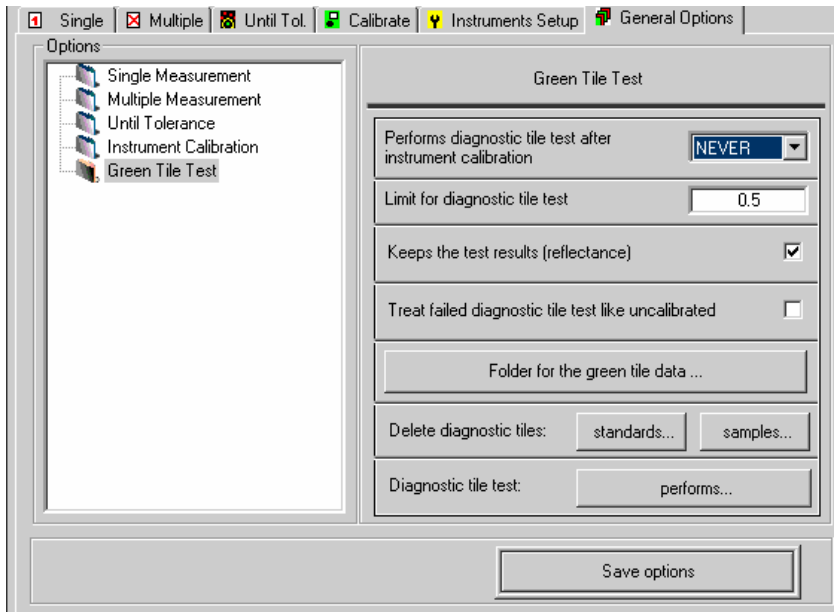 1 Single Multiple Until Tol. Calibrate Instruments Setup General Options
Options
Single Measurement
Multiple Measurement
Until Tolerance
Instrument Calibration
Green Tile Test
Green Tile Test
Performs diagnostic tile test after
instrument calibration
NEVER
Limit for diagnostic tile test
0.5
Keeps the test results (reflectance)
Treat failed diagnostic tile test like uncalibrated
Folder for the green tile data ...
Delete diagnostic tiles:
standards...
samples...
Diagnostic tile test:
performs...
Save options